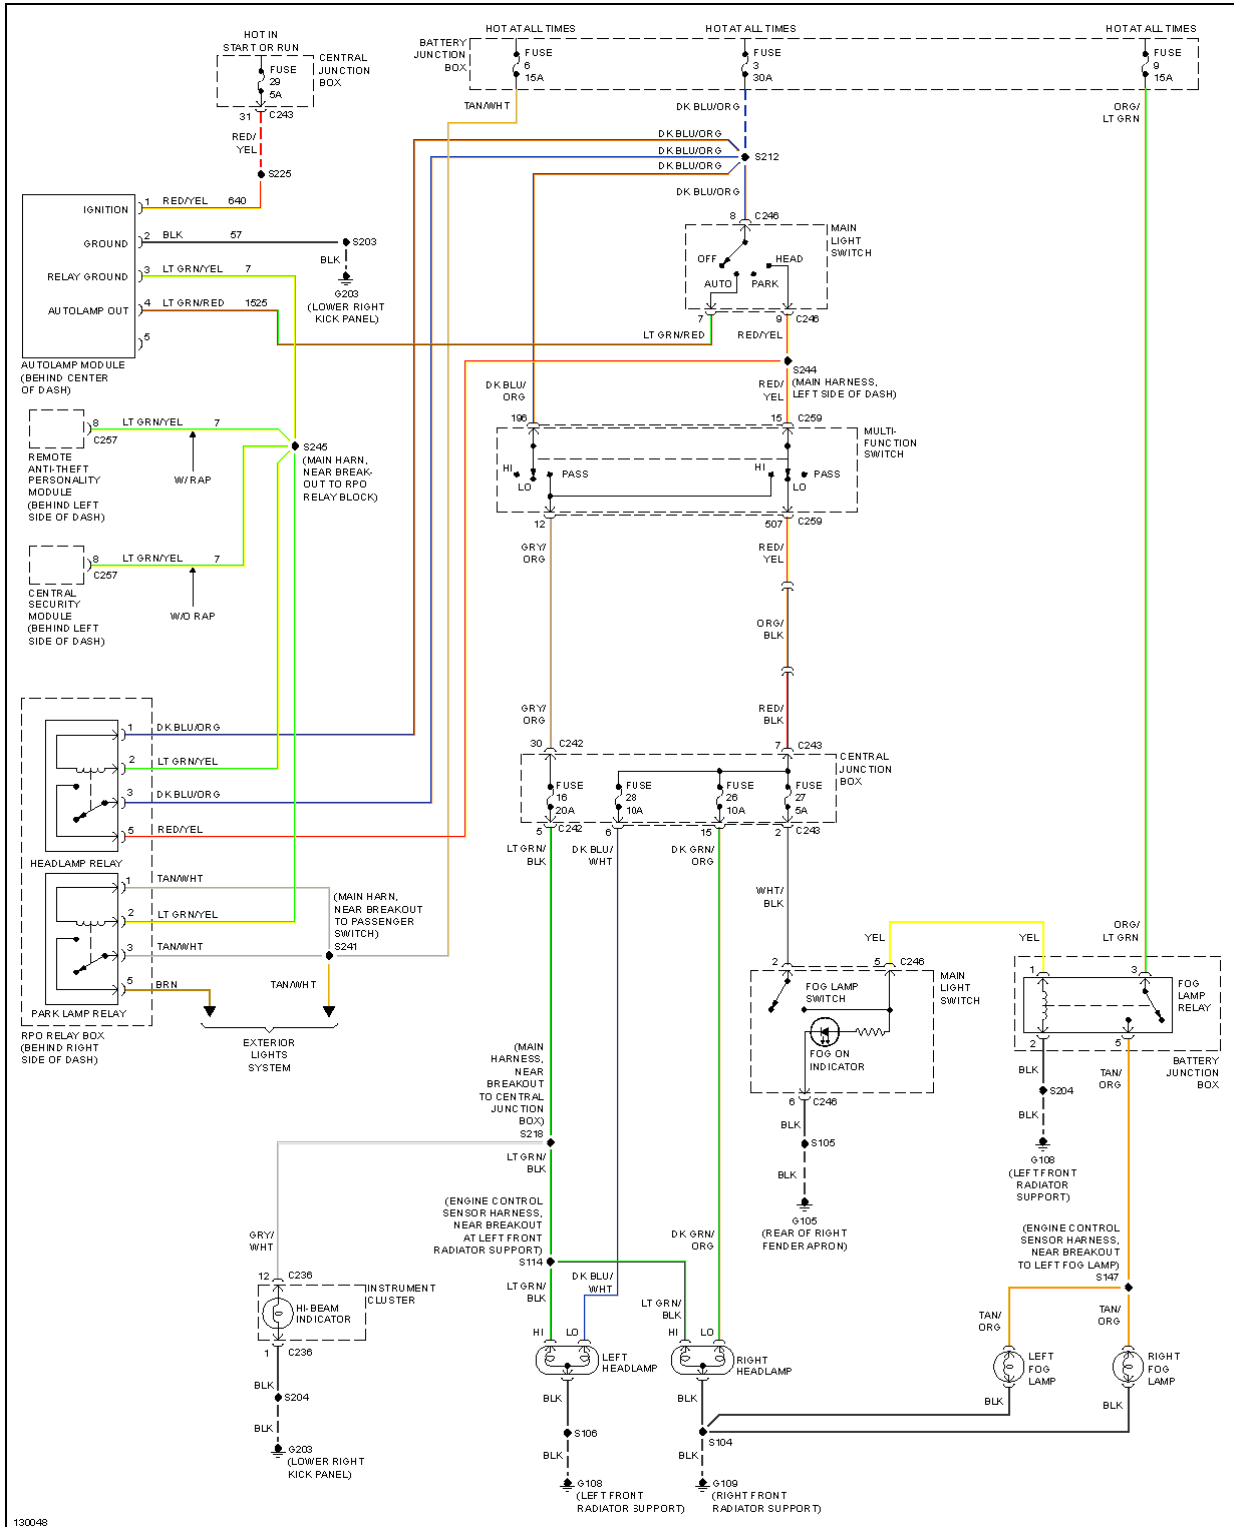 HOT IN
START OR RUN
FUSE
29
5A
CENTRAL
JUNCTION
BOX
31
C243
RED/
YEL
S225
HOT AT ALL TIMES
HOT AT ALL TIMES
HOT AT ALL TIMES
BATTERY
JUNCTION
BOX
FUSE
6
15A
FUSE
3
30A
FUSE
9
15A
TAN/WHT
DK BLU/ORG
ORG/
LT GRN
DK BLU/ORG
DK BLU/ORG
DK BLU/ORG
S212
DK BLU/ORG
IGNITION
1
RED/YEL
640
GROUND
2
BLK
57
S203
BLK
G203
(LOWER RIGHT
KICK PANEL)
RELAY GROUND
3
LT GRN/YEL
7
AUTOLAMP OUT
4
LT GRN/RED
1525
5
AUTOLAMP MODULE
(BEHIND CENTER
OF DASH)
8
C246
MAIN
LIGHT
SWITCH
OFF
HEAD
AUTO
PARK
7
9
C246
LT GRN/RED
RED/YEL
S244
(MAIN HARNESS,
LEFT SIDE OF DASH)
DK BLU/
ORG
RED/
YEL
8
LT GRN/YEL
7
C257
REMOTE
ANTI-THEFT
PERSONALITY
MODULE
(BEHIND LEFT
SIDE OF DASH)
W/ RAP
S245
(MAIN HARN,
NEAR BREAK-
OUT TO RPO
RELAY BLOCK)
8
LT GRN/YEL
7
C257
CENTRAL
SECURITY
MODULE
(BEHIND LEFT
SIDE OF DASH)
W/O RAP
196
15
C259
MULTI-
FUNCTION
SWITCH
HI
LO
PASS
HI
LO
PASS
12
507
C259
GRY/
ORG
RED/
YEL
ORG/
BLK
GRY/
ORG
RED/
BLK
1
DK BLU/ORG
2
LT GRN/YEL
3
DK BLU/ORG
5
RED/YEL
HEADLAMP RELAY
1
TAN/WHT
2
LT GRN/YEL
3
TAN/WHT
5
BRN
PARK LAMP RELAY
RPO RELAY BOX
(BEHIND RIGHT
SIDE OF DASH)
(MAIN HARN,
NEAR BREAKOUT
TO PASSENGER
SWITCH)
S241
TAN/WHT
EXTERIOR
LIGHTS
SYSTEM
30
C242
7
C243
CENTRAL
JUNCTION
BOX
FUSE
16
20A
FUSE
28
10A
FUSE
26
10A
FUSE
27
5A
5
C242
6
15
2
C243
LT GRN/
BLK
DK BLU/
WHT
DK GRN/
ORG
WHT/
BLK
YEL
YEL
ORG/
LT GRN
2
5
C246
MAIN
LIGHT
SWITCH
FOG LAMP
SWITCH
FOG ON
INDICATOR
6
C246
BLK
S105
BLK
G105
(REAR OF RIGHT
FENDER APRON)
1
3
FOG
LAMP
RELAY
2
5
BATTERY
JUNCTION
BOX
BLK
S204
BLK
G108
(LEFT FRONT
RADIATOR
SUPPORT)
TAN/
ORG
(MAIN
HARNESS,
NEAR
BREAKOUT
TO CENTRAL
JUNCTION
BOX)
S218
LT GRN/
BLK
(ENGINE CONTROL
SENSOR HARNESS,
NEAR BREAKOUT
AT LEFT FRONT
RADIATOR SUPPORT)
S114
DK GRN/
ORG
(ENGINE CONTROL
SENSOR HARNESS,
NEAR BREAKOUT
TO LEFT FOG LAMP)
S147
GRY/
WHT
12
C236
INSTRUMENT
CLUSTER
HI-BEAM
INDICATOR
1
C236
BLK
S204
BLK
G203
(LOWER RIGHT
KICK PANEL)
LT GRN/
BLK
DK BLU/
WHT
LT GRN/
BLK
HI
LO
HI
LO
LEFT
HEADLAMP
RIGHT
HEADLAMP
BLK
S106
BLK
G108
(LEFT FRONT
RADIATOR SUPPORT)
BLK
S104
BLK
G109
(RIGHT FRONT
RADIATOR SUPPORT)
TAN/
ORG
TAN/
ORG
LEFT
FOG
LAMP
RIGHT
FOG
LAMP
BLK
BLK
130048